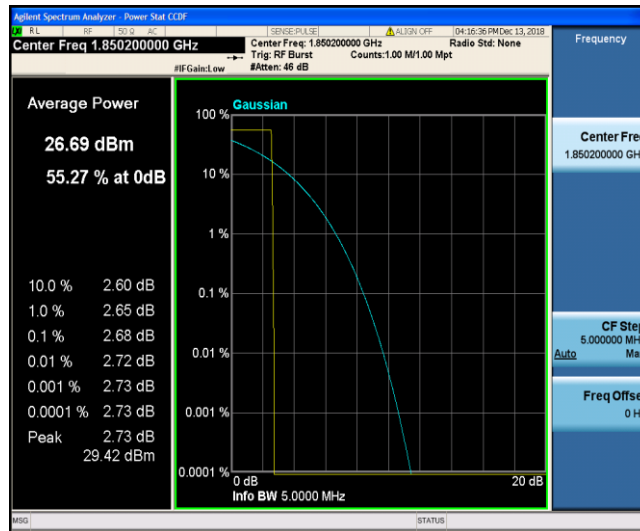 Agilent Spectrum Analyzer - Power Stat CCDF
RL RF 50 Ω AC SENSE:PULSE ALIGN OFF 04:16:36 PM Dec 13, 2018
Center Freq 1.850200000 GHz
Center Freq: 1.850200000 GHz Radio Std: None
Trig: RF Burst Counts:1.00 M/1.00 Mpt
#IFGain:Low #Atten: 46 dB
Frequency
Center Fre
1.850200000 GH
CF Step
5.000000 MH
Auto Ma
Freq Offse
0 H
Average Power
26.69 dBm
55.27 % at 0dB
10.0 % 2.60 dB
1.0 % 2.65 dB
0.1 % 2.68 dB
0.01 % 2.72 dB
0.001 % 2.73 dB
0.0001 % 2.73 dB
Peak 2.73 dB
29.42 dBm
Gaussian
100 %
10 %
1 %
0.1 %
0.01 %
0.001 %
0.0001 %
0 dB 20 dB
Info BW 5.0000 MHz
MSG STATUS